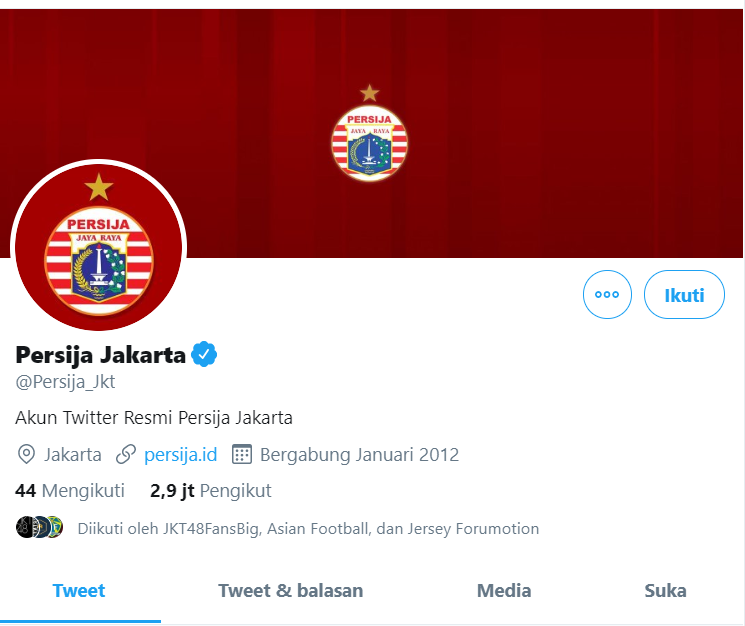 PERSIJA
JAYA RAYA
PERSIJA
JAYA RAYA
Ikuti
Persija Jakarta
@Persija_Jkt
Akun Twitter Resmi Persija Jakarta
Jakarta persija.id Bergabung Januari 2012
44 Mengikuti 2,9 jt Pengikut
Diikuti oleh JKT48FansBig, Asian Football, dan Jersey Forumotion
Tweet Tweet & balasan Media Suka